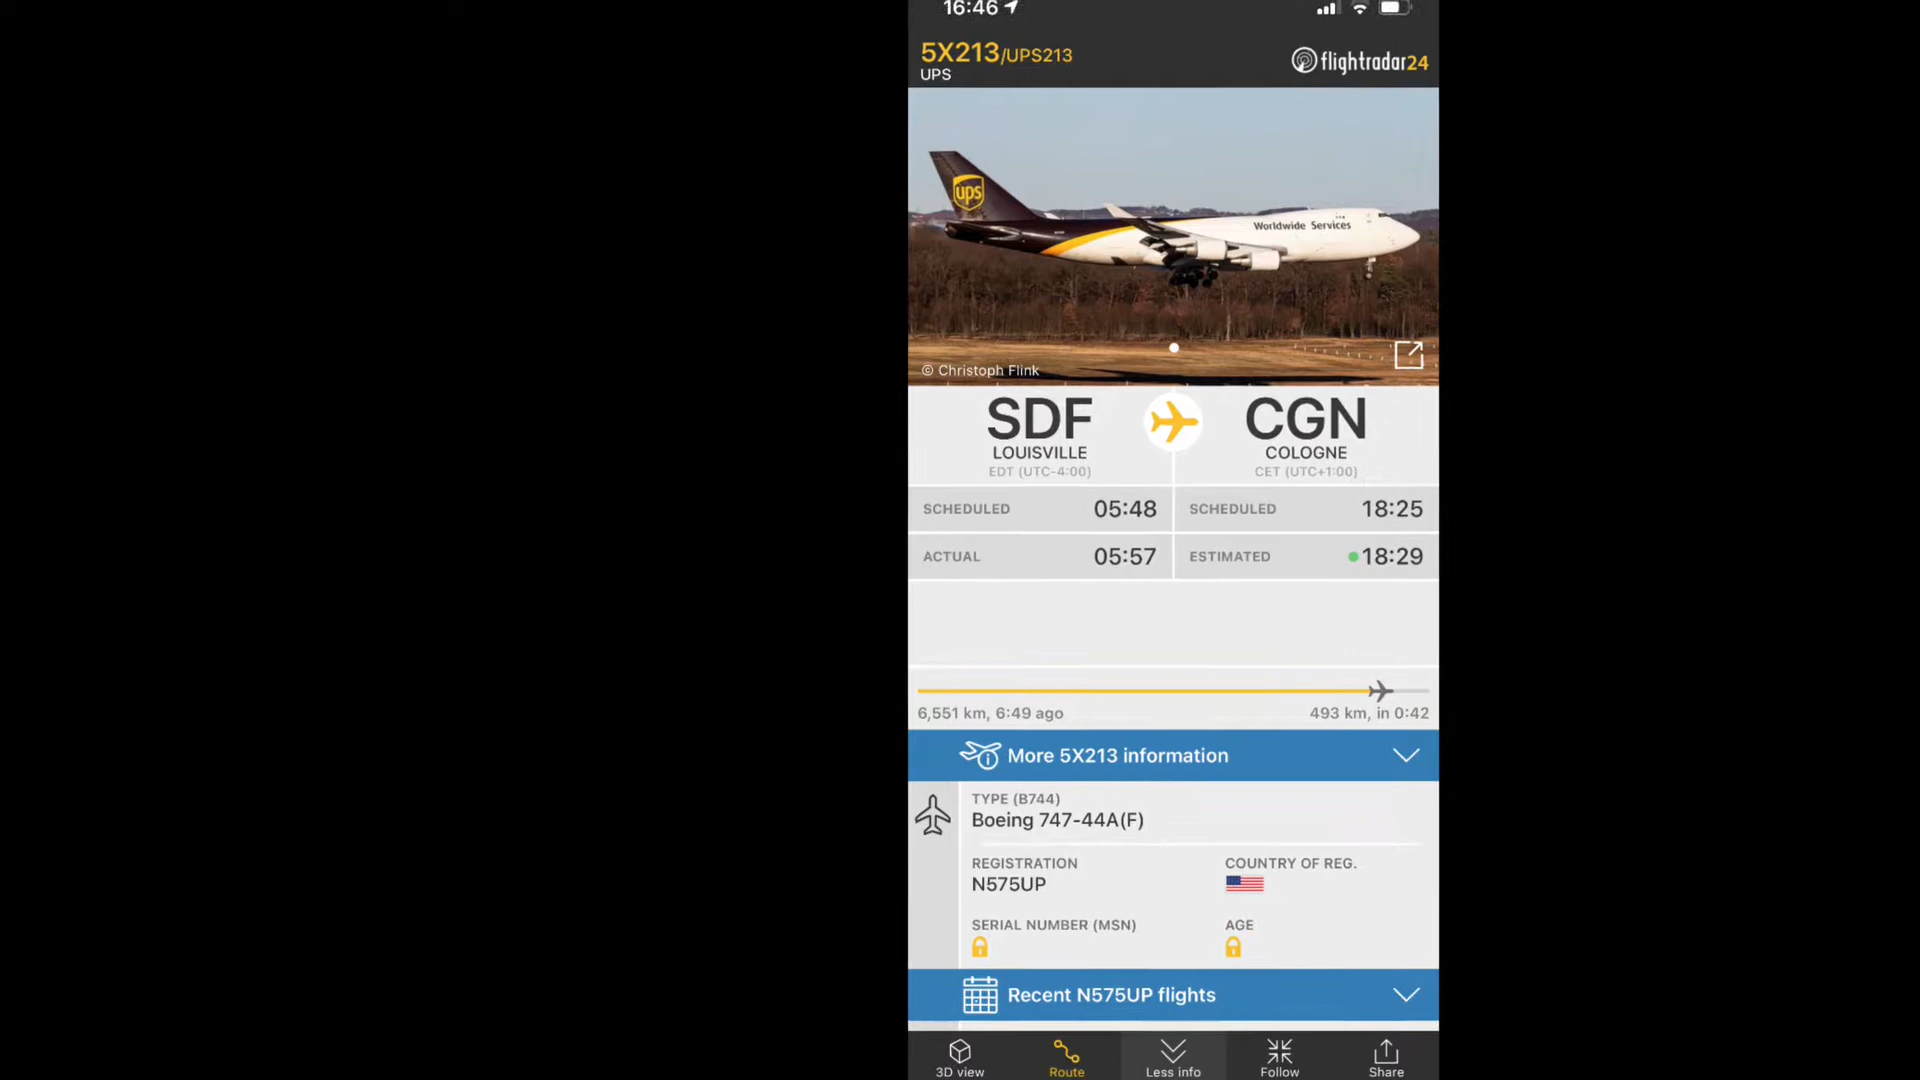 16:46
5X213/UPS213
UPS
flightradar24
ups
Worldwide Services
© Christoph Flink
SDF
LOUISVILLE
EDT (UTC-4:00)
CGN
COLOGNE
CET (UTC+1:00)
SCHEDULED 05:48
SCHEDULED 18:25
ACTUAL 05:57
ESTIMATED 18:29
6,551 km, 6:49 ago
493 km, in 0:42
More 5X213 information
TYPE (B744)
Boeing 747-44A(F)
REGISTRATION
N575UP
COUNTRY OF REG.
SERIAL NUMBER (MSN)
AGE
Recent N575UP flights
3D view
Route
Less info
Follow
Share